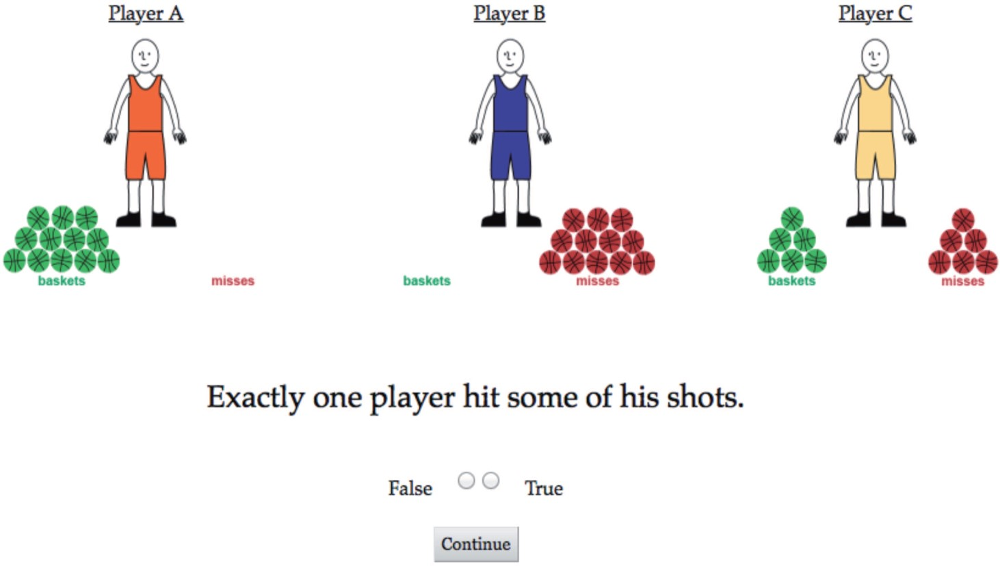 Player A
Player B
Player C
baskets
misses
baskets
misses
baskets
misses
Exactly one player hit some of his shots.
False
True
Continue